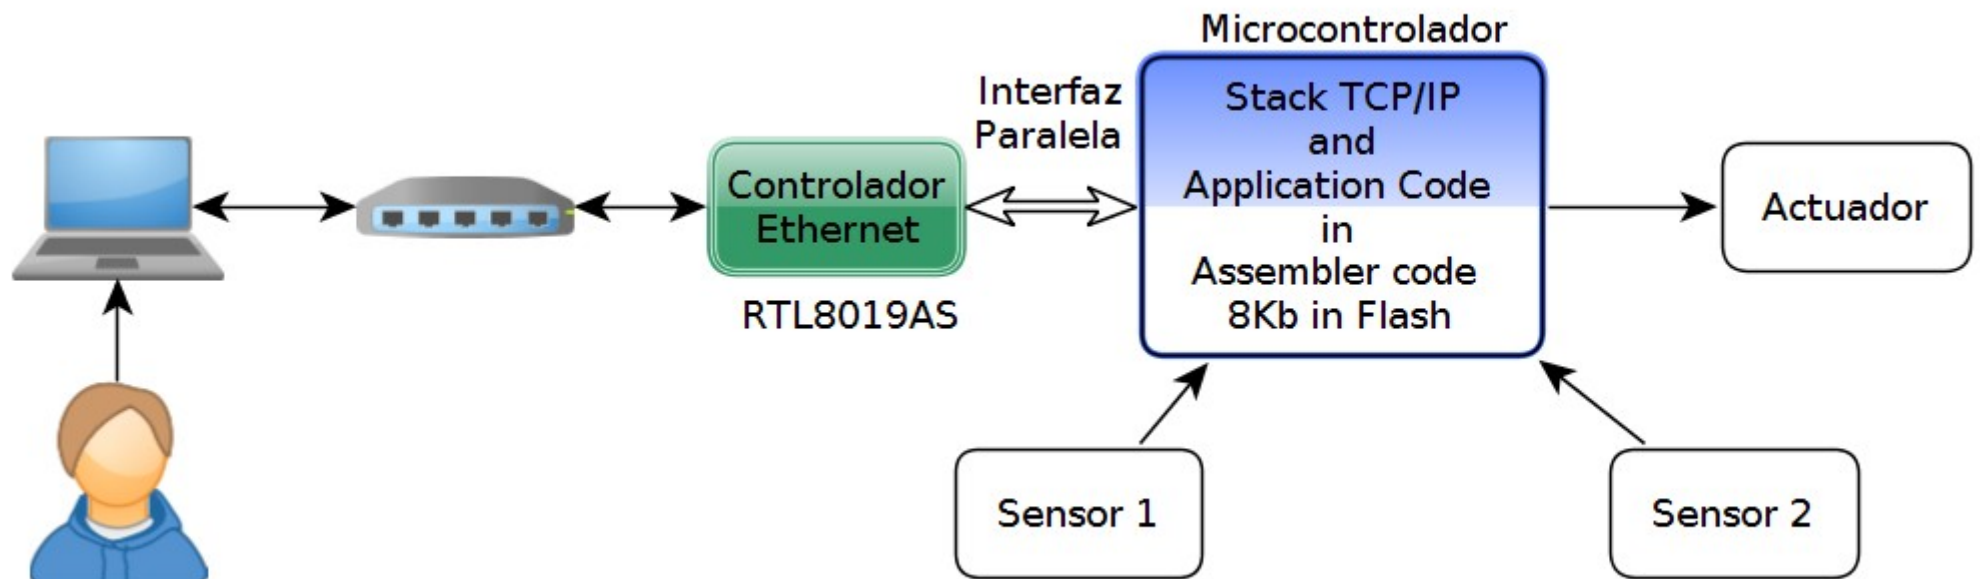 Microcontrolador
Interfaz
Paralela
Stack TCP/IP
and
Application Code
in
Assembler code
8Kb in Flash
Controlador
Ethernet
RTL8019AS
Actuador
Sensor 1
Sensor 2